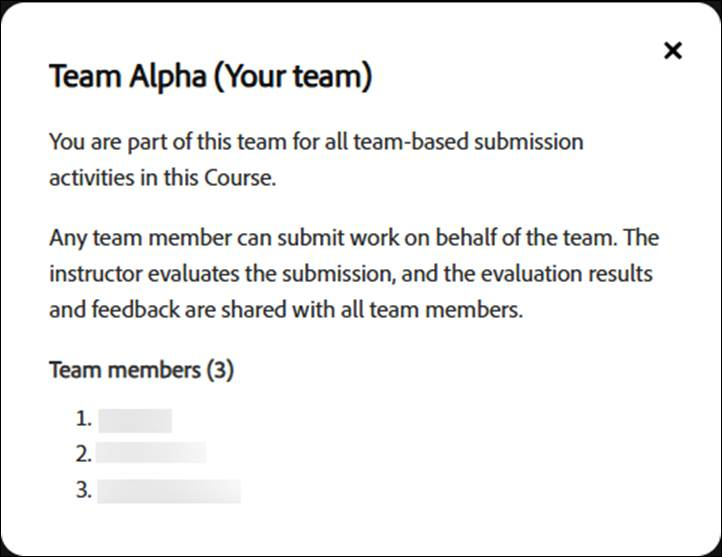 Team Alpha (Your team)
You are part of this team for all team-based submission
activities in this Course.
Any team member can submit work on behalf of the team. The
instructor evaluates the submission, and the evaluation results
and feedback are shared with all team members.
Team members (3)
1.
2.
3.